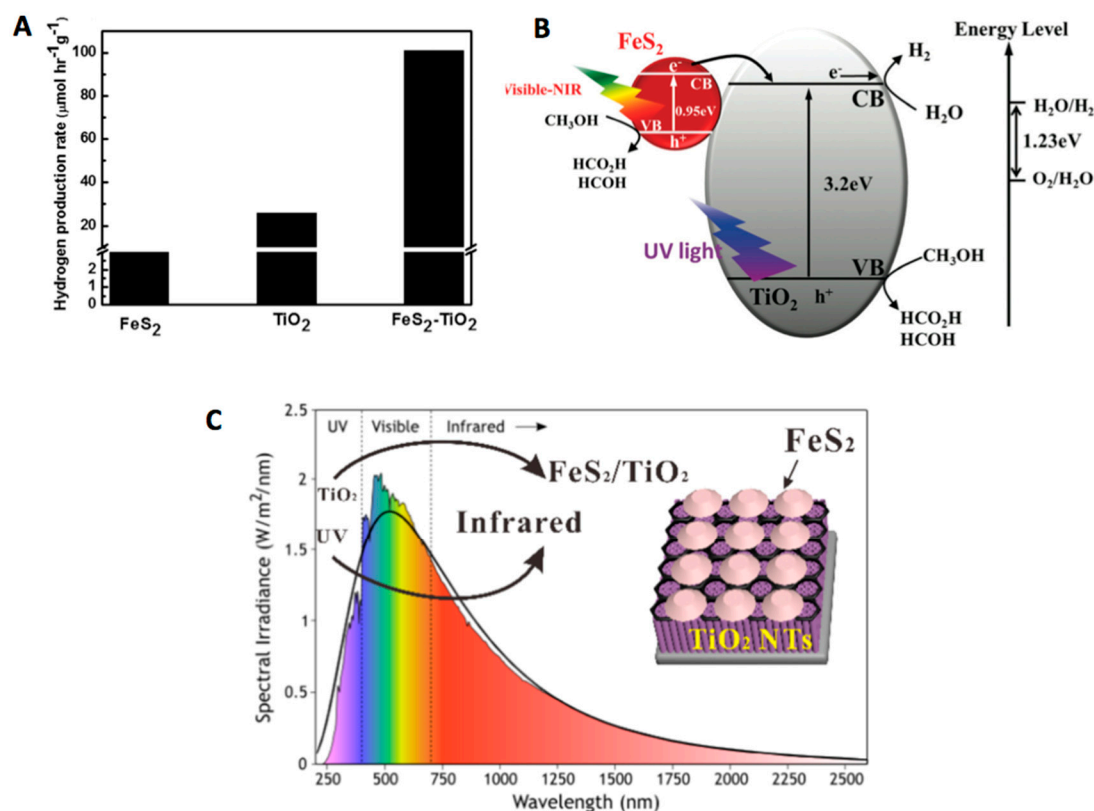 A
Hydrogen production rate (μmol hr⁻¹g⁻¹)
100
80
60
40
20
2
1
0
FeS₂
TiO₂
FeS₂-TiO₂
B
FeS₂
e⁻
CB
Visible-NIR
0.95eV
CH₃OH
VB
h⁺
HCO₂H
HCOH
e⁻
H₂
CB
H₂O
3.2eV
UV light
VB
TiO₂
h⁺
CH₃OH
HCO₂H
HCOH
Energy Level
H₂O/H₂
1.23eV
O₂/H₂O
C
Spectral Irradiance (W/m²/nm)
2.5
2
1.5
1
0.5
0
UV
Visible
Infrared
TiO₂
FeS₂/TiO₂
UV
Infrared
FeS₂
TiO₂ NTs
250
500
750
1000
1250
1500
1750
2000
2250
2500
Wavelength (nm)